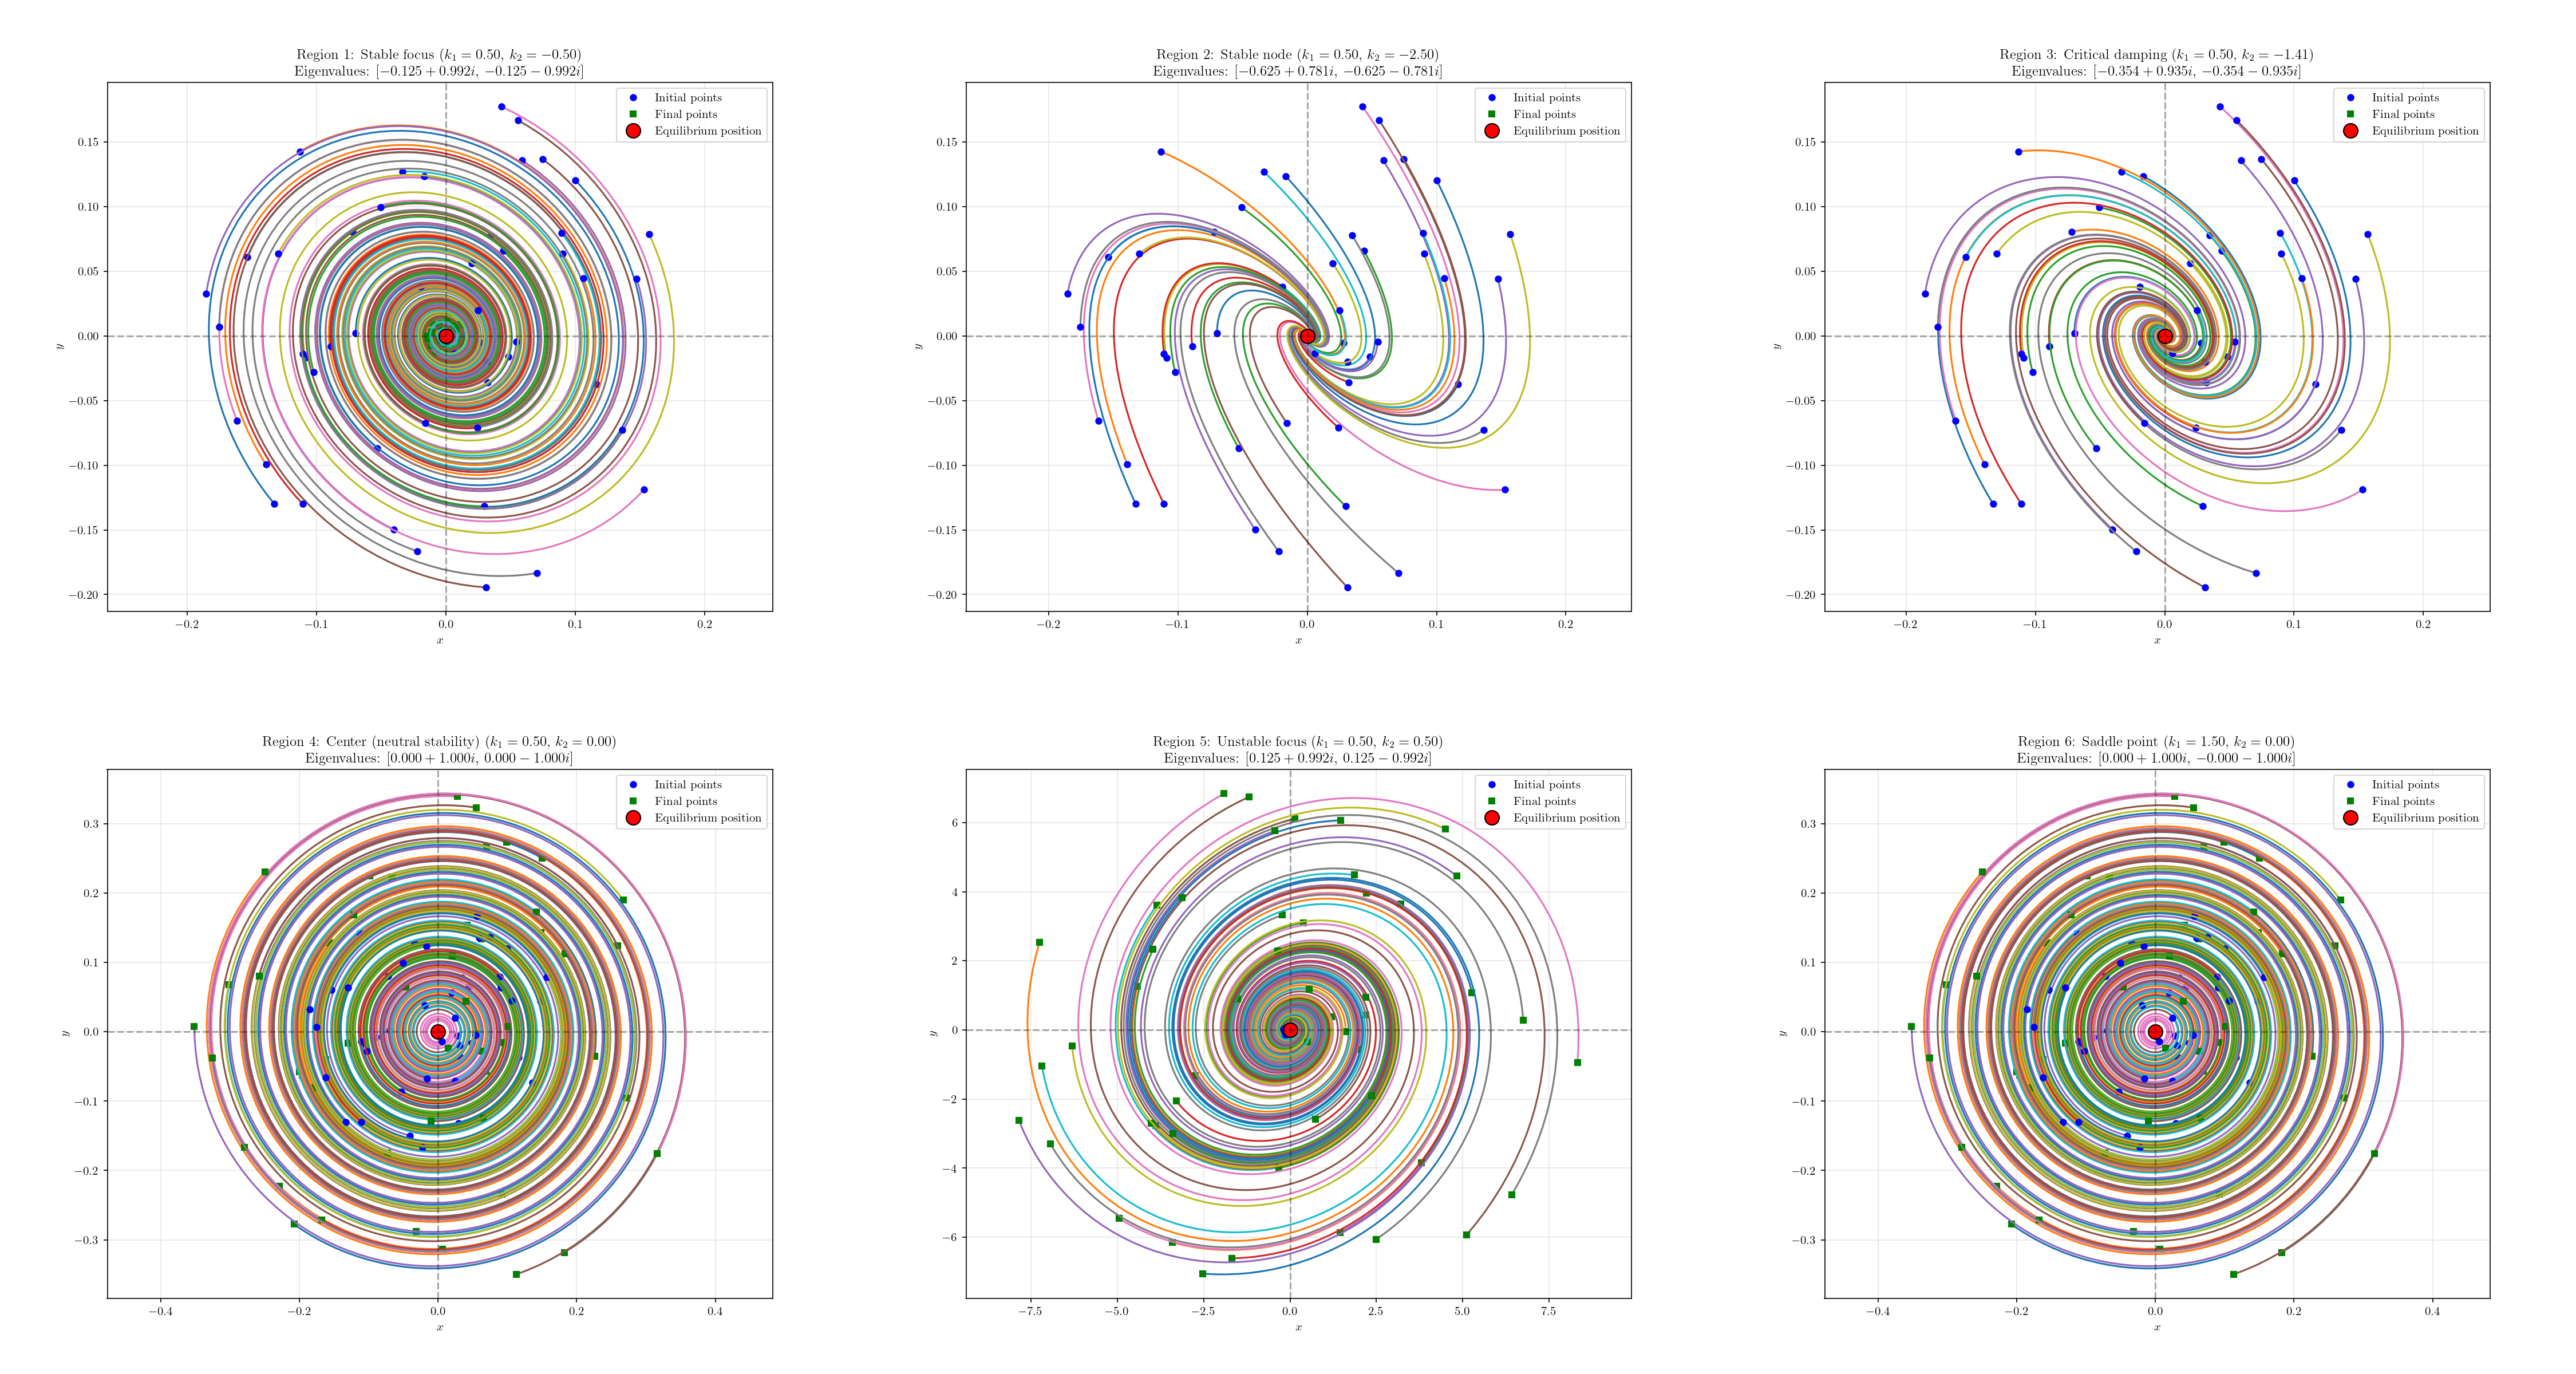 Region 1: Stable focus (k₁ = 0.50, k₂ = −0.50)
Eigenvalues: [−0.125 + 0.992i, −0.125 − 0.992i]
Initial points
Final points
Equilibrium position
0.15
0.10
0.05
0.00
−0.05
−0.10
−0.15
−0.20
y
−0.2
−0.1
0.0
0.1
0.2
x
Region 2: Stable node (k₁ = 0.50, k₂ = −2.50)
Eigenvalues: [−0.625 + 0.781i, −0.625 − 0.781i]
Initial points
Final points
Equilibrium position
0.15
0.10
0.05
0.00
−0.05
−0.10
−0.15
−0.20
y
−0.2
−0.1
0.0
0.1
0.2
x
Region 3: Critical damping (k₁ = 0.50, k₂ = −1.41)
Eigenvalues: [−0.354 + 0.935i, −0.354 − 0.935i]
Initial points
Final points
Equilibrium position
0.15
0.10
0.05
0.00
−0.05
−0.10
−0.15
−0.20
y
−0.2
−0.1
0.0
0.1
0.2
x
Region 4: Center (neutral stability) (k₁ = 0.50, k₂ = 0.00)
Eigenvalues: [0.000 + 1.000i, 0.000 − 1.000i]
Initial points
Final points
Equilibrium position
0.3
0.2
0.1
0.0
−0.1
−0.2
−0.3
y
−0.4
−0.2
0.0
0.2
0.4
x
Region 5: Unstable focus (k₁ = 0.50, k₂ = 0.50)
Eigenvalues: [0.125 + 0.992i, 0.125 − 0.992i]
Initial points
Final points
Equilibrium position
6
4
2
0
−2
−4
−6
y
−7.5
−5.0
−2.5
0.0
2.5
5.0
7.5
x
Region 6: Saddle point (k₁ = 1.50, k₂ = 0.00)
Eigenvalues: [0.000 + 1.000i, −0.000 − 1.000i]
Initial points
Final points
Equilibrium position
0.3
0.2
0.1
0.0
−0.1
−0.2
−0.3
y
−0.4
−0.2
0.0
0.2
0.4
x